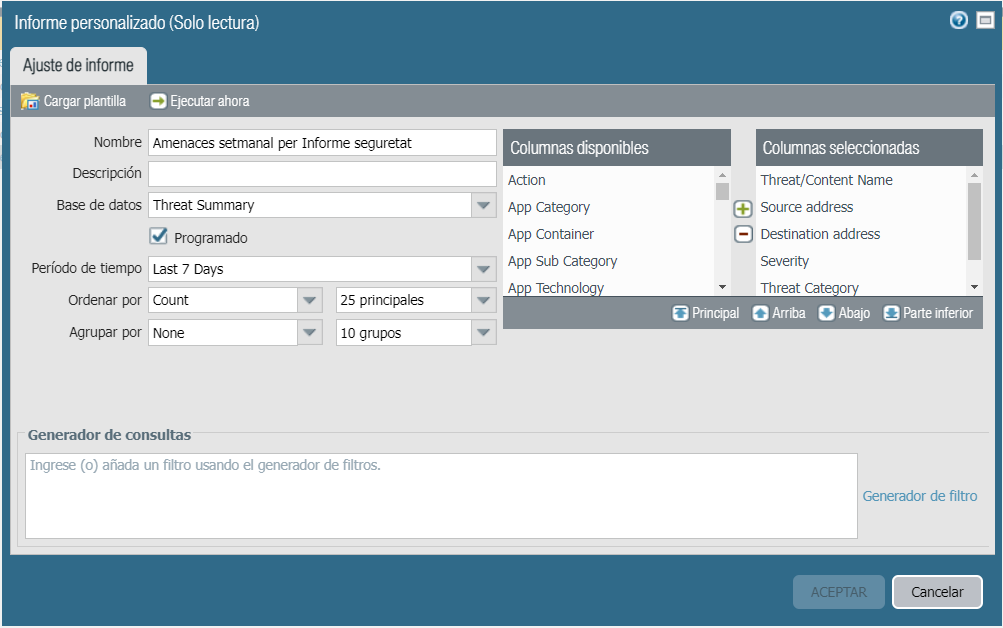 Informe personalizado (Solo lectura)
Ajuste de informe
Cargar plantilla
Ejecutar ahora
Nombre
Amenaces setmanal per Informe seguretat
Descripción
Base de datos
Threat Summary
Programado
Período de tiempo
Last 7 Days
Ordenar por
Count
25 principales
Agrupar por
None
10 grupos
Columnas disponibles
Action
App Category
App Container
App Sub Category
App Technology
Columnas seleccionadas
Threat/Content Name
Source address
Destination address
Severity
Threat Category
Principal
Arriba
Abajo
Parte inferior
Generador de consultas
Ingrese (o) añada un filtro usando el generador de filtros.
Generador de filtro
ACEPTAR
Cancelar